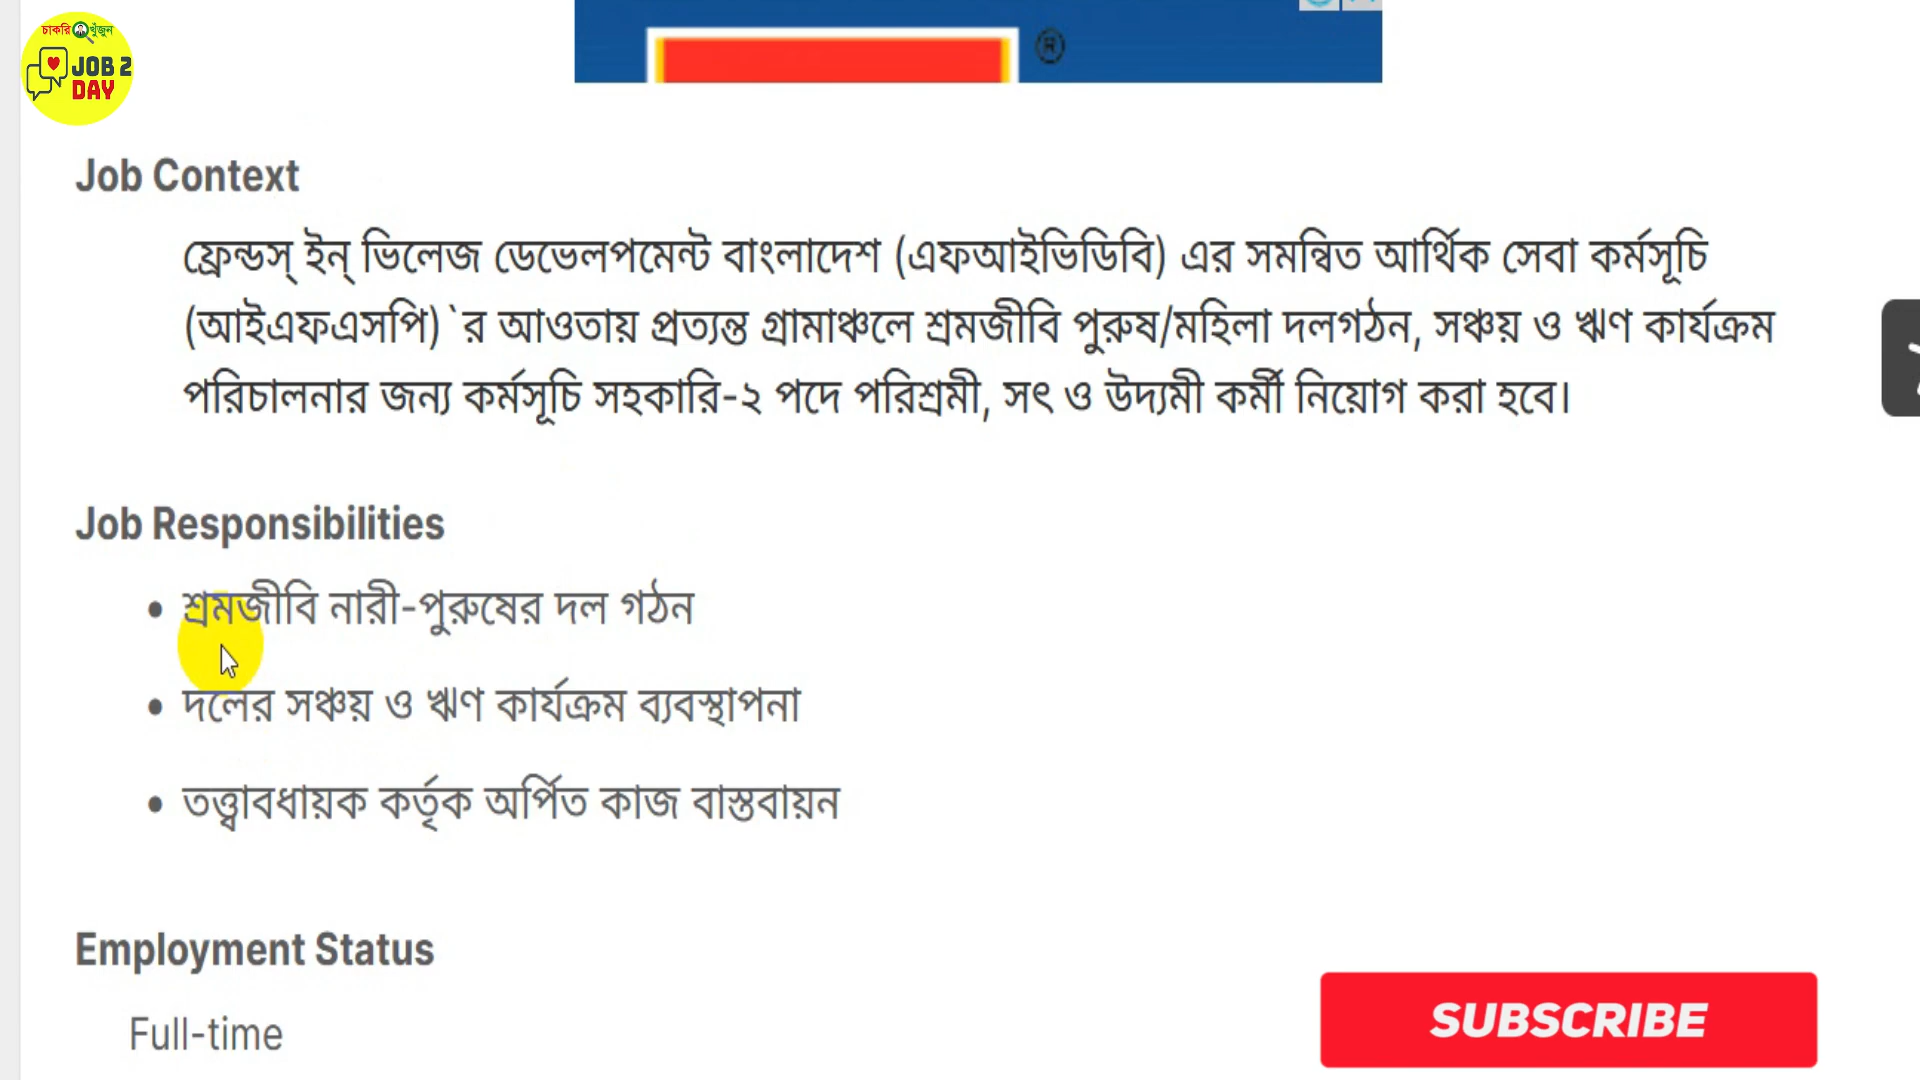 চাকরি খুঁজুন
JOB 2
DAY
®
Job Context
ফ্রেন্ডস্ ইন্ ভিলেজ ডেভেলপমেন্ট বাংলাদেশ (এফআইভিডিবি) এর সমন্বিত আর্থিক সেবা কর্মসূচি
(আইএফএসপি)`র আওতায় প্রত্যন্ত গ্রামাঞ্চলে শ্রমজীবি পুরুষ/মহিলা দলগঠন, সঞ্চয় ও ঋণ কার্যক্রম
পরিচালনার জন্য কর্মসূচি সহকারি-২ পদে পরিশ্রমী, সৎ ও উদ্যমী কর্মী নিয়োগ করা হবে।
Job Responsibilities
• শ্রমজীবি নারী-পুরুষের দল গঠন
• দলের সঞ্চয় ও ঋণ কার্যক্রম ব্যবস্থাপনা
• তত্ত্বাবধায়ক কর্তৃক অর্পিত কাজ বাস্তবায়ন
Employment Status
Full-time
SUBSCRIBE